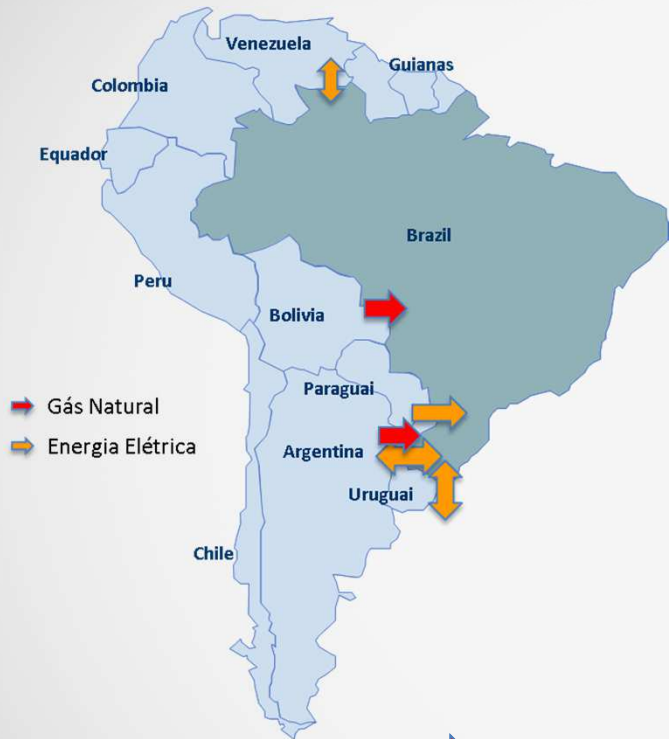 Venezuela
Guianas
Colombia
Equador
Brazil
Peru
Bolivia
Paraguai
Gás Natural
Energia Elétrica
Argentina
Uruguai
Chile